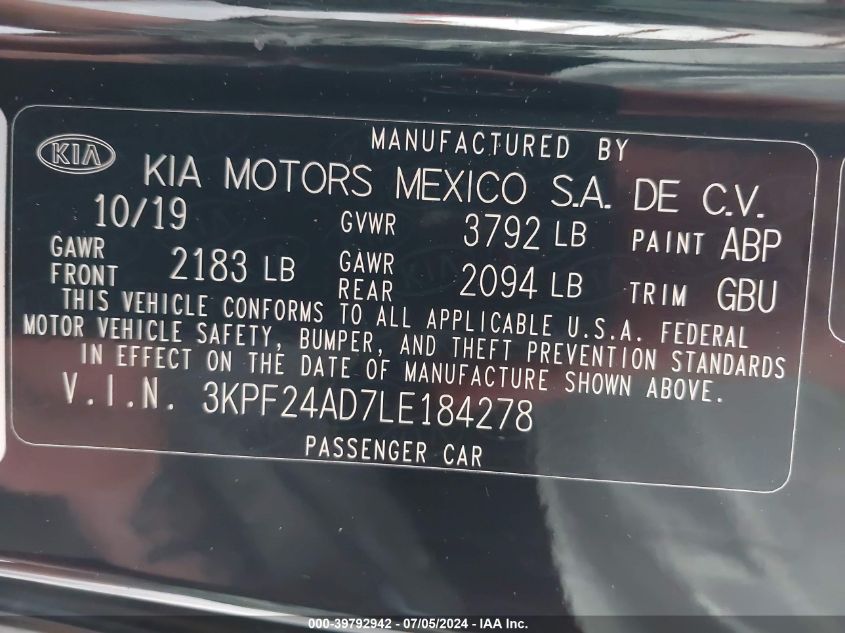 MANUFACTURED BY
KIA
KIA MOTORS MEXICO S.A. DE C.V.
10/19 GVWR 3792 LB PAINT ABP
GAWR FRONT 2183 LB GAWR REAR 2094 LB TRIM GBU
THIS VEHICLE CONFORMS TO ALL APPLICABLE U.S.A. FEDERAL
MOTOR VEHICLE SAFETY, BUMPER, AND THEFT PREVENTION STANDARDS
IN EFFECT ON THE DATE OF MANUFACTURE SHOWN ABOVE.
V.I.N. 3KPF24AD7LE184278
PASSENGER CAR
000-39792942 - 07/05/2024 - IAA Inc.